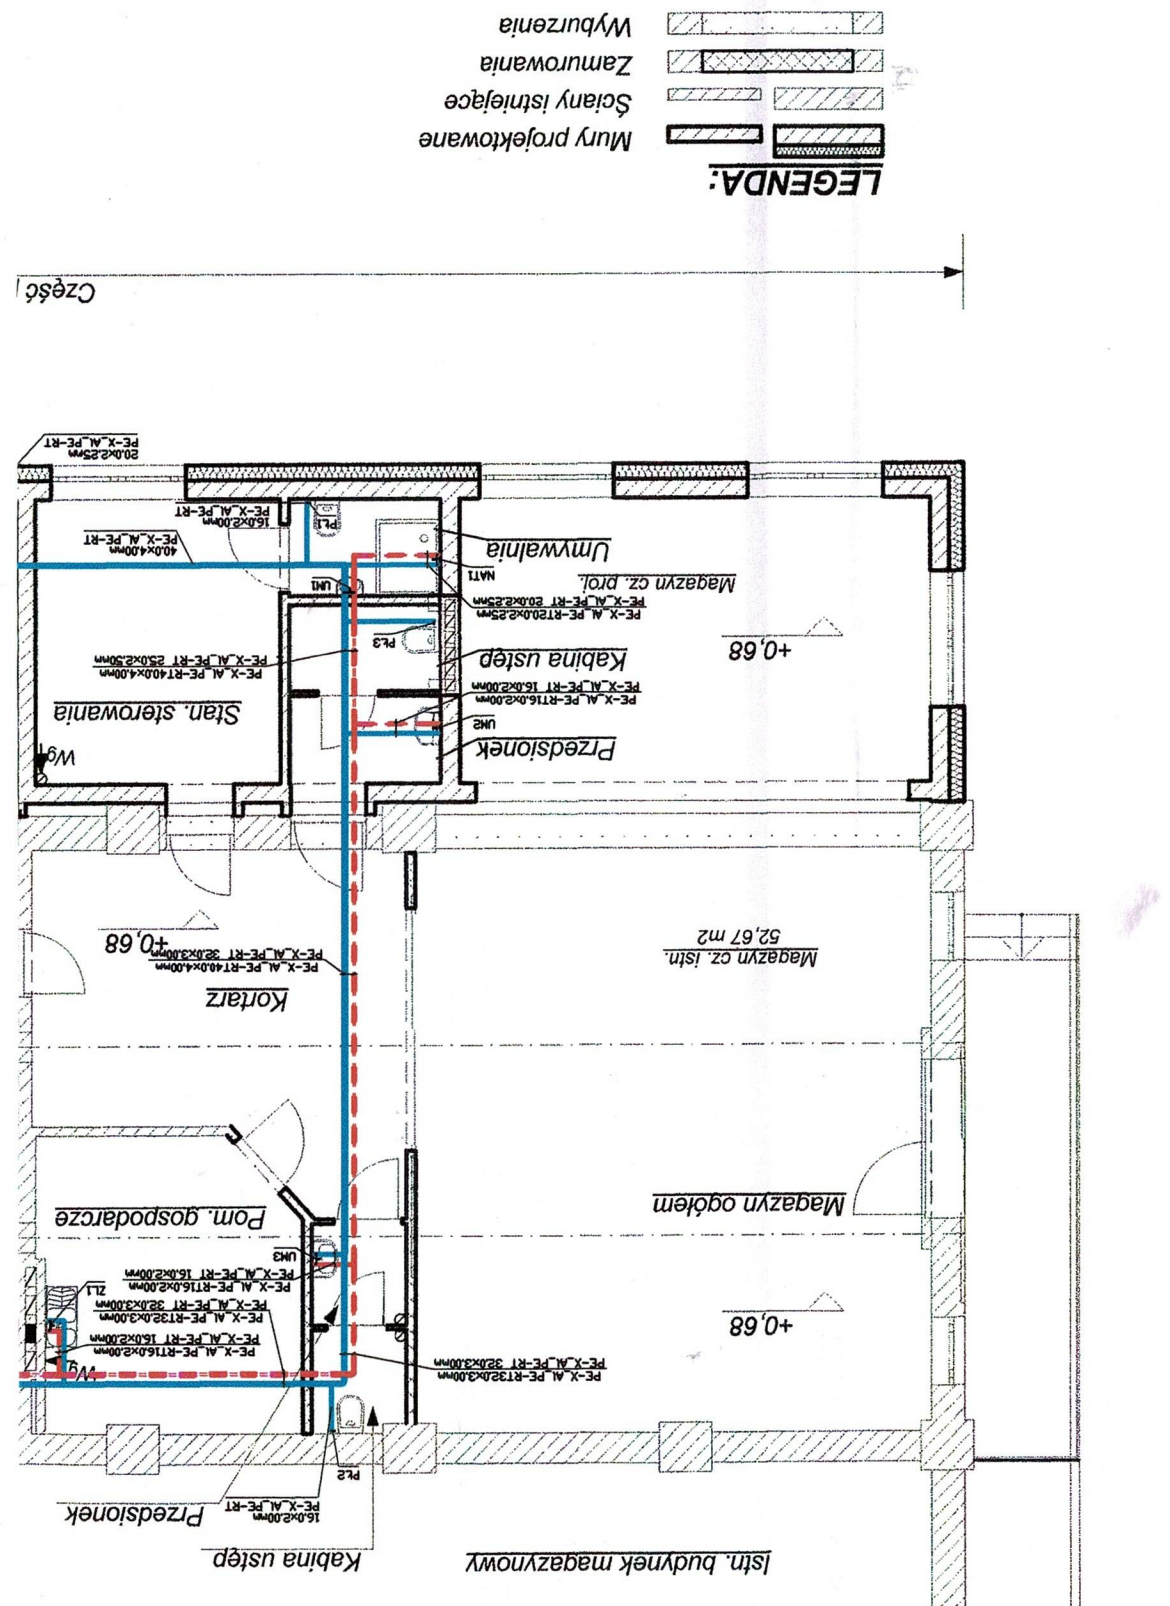 Istn. budynek magazynowy
Kabina ustęp
Przedsionek
16.0x2.00mm
PE-X_AL_PE-RT
PŁ2
PE-X_AL_PE-RT32.0x3.00mm
PE-X_AL_PE-RT 32.0x3.00mm
Wg
+0,68
PE-X_AL_PE-RT16.0x2.00mm
PE-X_AL_PE-RT 16.0x2.00mm
PE-X_AL_PE-RT32.0x3.00mm
PE-X_AL_PE-RT 32.0x3.00mm
ZL1
PE-X_AL_PE-RT16.0x2.00mm
PE-X_AL_PE-RT 16.0x2.00mm
UM3
Magazyn ogółem
Pom. gospodarcze
Kortarz
Magazyn cz. istn.
52,67 m2
PE-X_AL_PE-RT40.0x4.00mm
PE-X_AL_PE-RT 32.0x3.00mm
+0,68
Przedsionek
Wg
UM2
PE-X_AL_PE-RT16.0x2.00mm
PE-X_AL_PE-RT 16.0x2.00mm
Stan. sterowania
+0,68
Kabina ustęp
PE-X_AL_PE-RT40.0x4.00mm
PE-X_AL_PE-RT 25.0x2.50mm
PŁ3
PE-X_AL_PE-RT20.0x2.25mm
PE-X_AL_PE-RT 20.0x2.25mm
Magazyn cz. proj.
NAT1
UM1
Umywalnia
40.0x4.00mm
PE-X_AL_PE-RT
PŁ1
16.0x2.00mm
PE-X_AL_PE-RT
20.0x2.25mm
PE-X_AL_PE-RT
Część
LEGENDA:
Mury projektowane
Ściany istniejące
Zamurowania
Wyburzenia